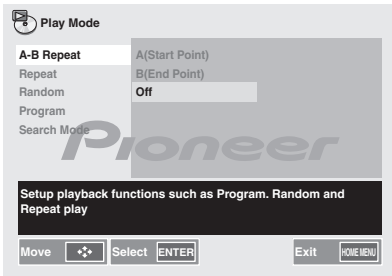 Play Mode
A-B Repeat A(Start Point)
Repeat B(End Point)
Random Off
Program
Search Mode
Pioneer
Setup playback functions such as Program. Random and
Repeat play
Move Select ENTER Exit HOME MENU